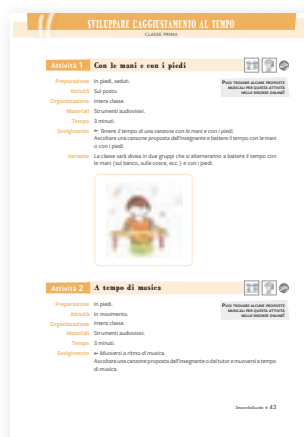 SVILUPPARE L'AGGIUSTAMENTO AL TEMPO
CLASSE PRIMA
Attività 1 Con le mani e con i piedi
Preparazione In piedi, seduti.
Attività Sul posto.
Organizzazione Intera classe.
Materiali Strumenti audiovisivi.
Tempo 3 minuti.
Svolgimento ► Tenere il tempo di una canzone con le mani e con i piedi.
Ascoltare una canzone proposta dall'insegnante e battere il tempo con le mani
o con i piedi.
Variante La classe sarà divisa in due gruppi che si alterneranno a battere il tempo con
le mani (sul banco, sulle cosce, ecc.) e con i piedi.
PUOI TROVARE ALCUNE PROPOSTE
MUSICALI PER QUESTA ATTIVITÀ
NELLE RISORSE ONLINE!
Attività 2 A tempo di musica
Preparazione In piedi.
Attività In movimento.
Organizzazione Intera classe.
Materiali Strumenti audiovisivi.
Tempo 3 minuti.
Svolgimento ► Muoversi a ritmo di musica.
Ascoltare una canzone proposta dall'insegnante o dal tutor e muoversi a tempo
di musica.
PUOI TROVARE ALCUNE PROPOSTE
MUSICALI PER QUESTA ATTIVITÀ
NELLE RISORSE ONLINE!
43